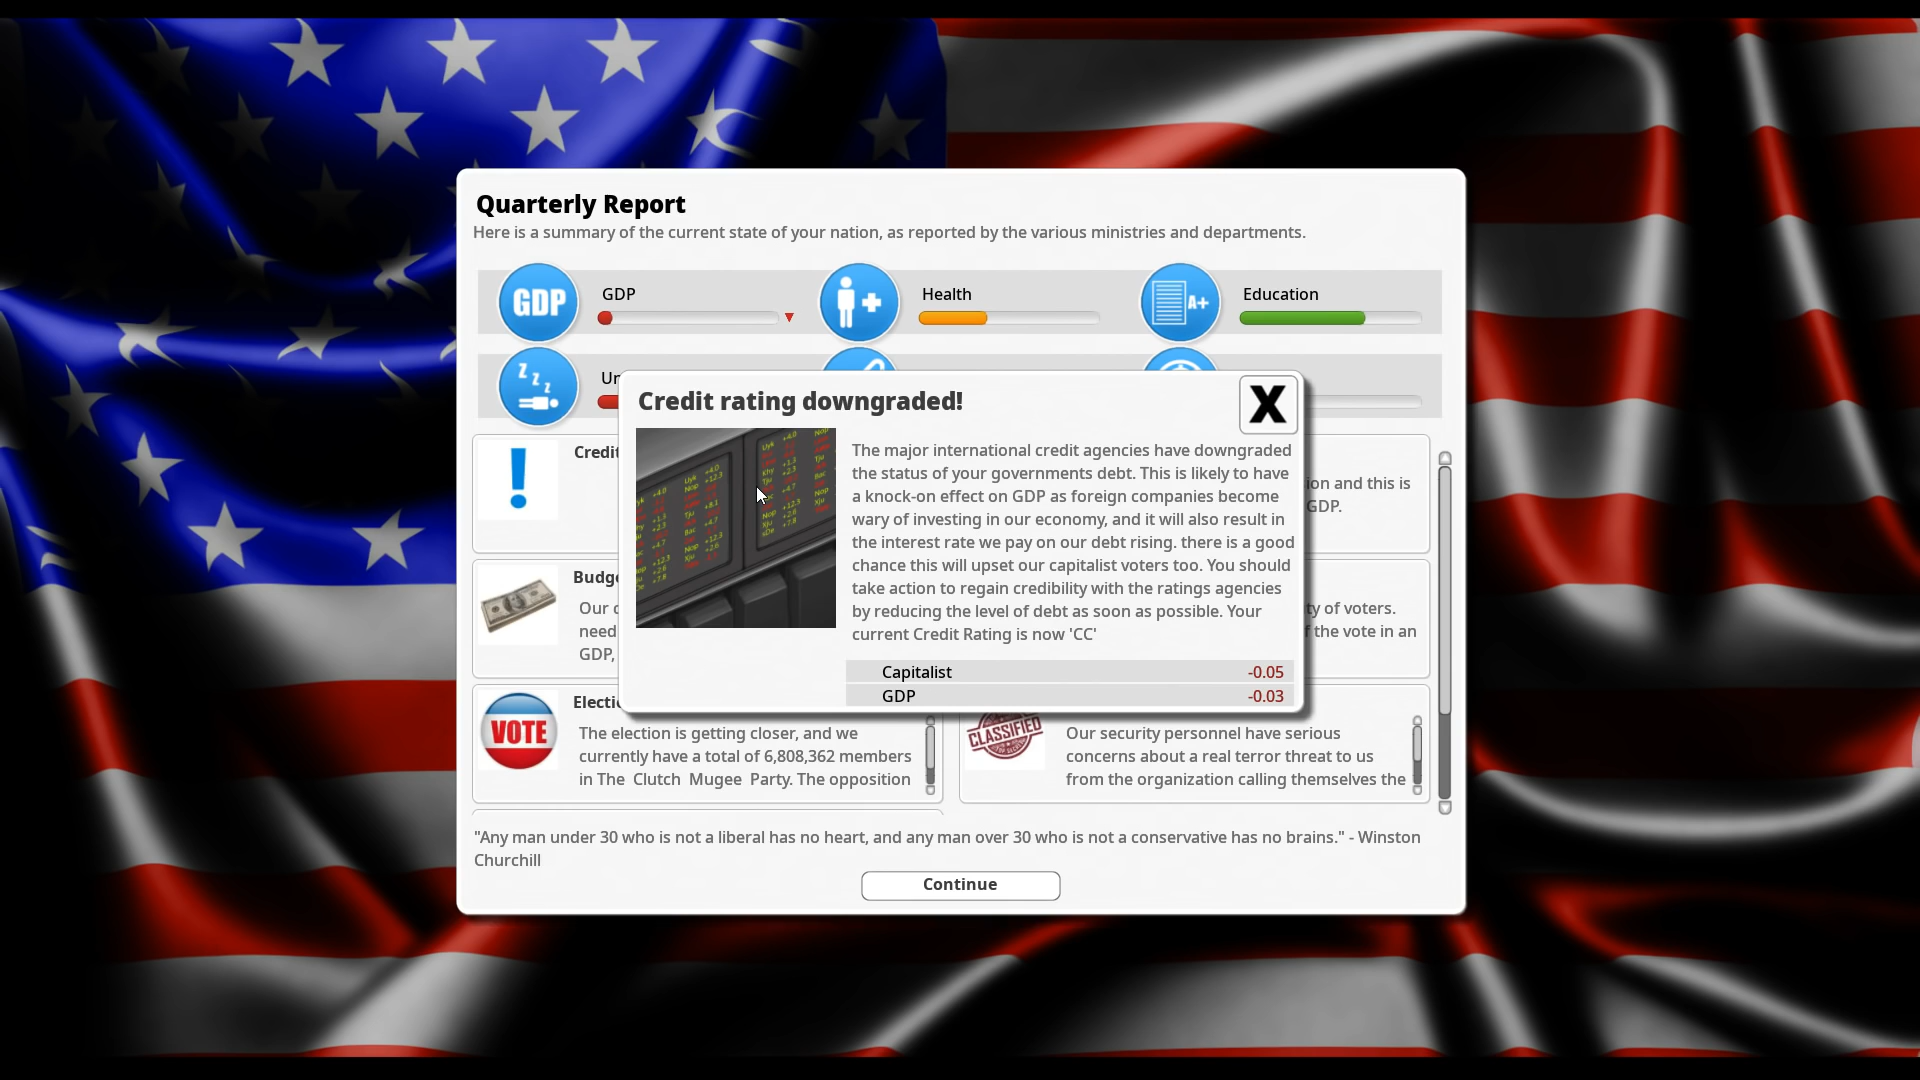 Quarterly Report
Here is a summary of the current state of your nation, as reported by the various ministries and departments.
GDP
GDP
Health
A+
Education
z z z
Credit rating downgraded!
X
The major international credit agencies have downgraded
the status of your governments debt. This is likely to have
a knock-on effect on GDP as foreign companies become
wary of investing in our economy, and it will also result in
the interest rate we pay on our debt rising. there is a good
chance this will upset our capitalist voters too. You should
take action to regain credibility with the ratings agencies
by reducing the level of debt as soon as possible. Your
current Credit Rating is now 'CC'
Capitalist -0.05
GDP -0.03
Credit
and this is
GDP.
Our
need
GDP,
of voters.
the vote in an
VOTE
The election is getting closer, and we
currently have a total of 6,808,362 members
in The Clutch Mugee Party. The opposition
CLASSIFIED
Our security personnel have serious
concerns about a real terror threat to us
from the organization calling themselves the
"Any man under 30 who is not a liberal has no heart, and any man over 30 who is not a conservative has no brains." - Winston
Churchill
Continue